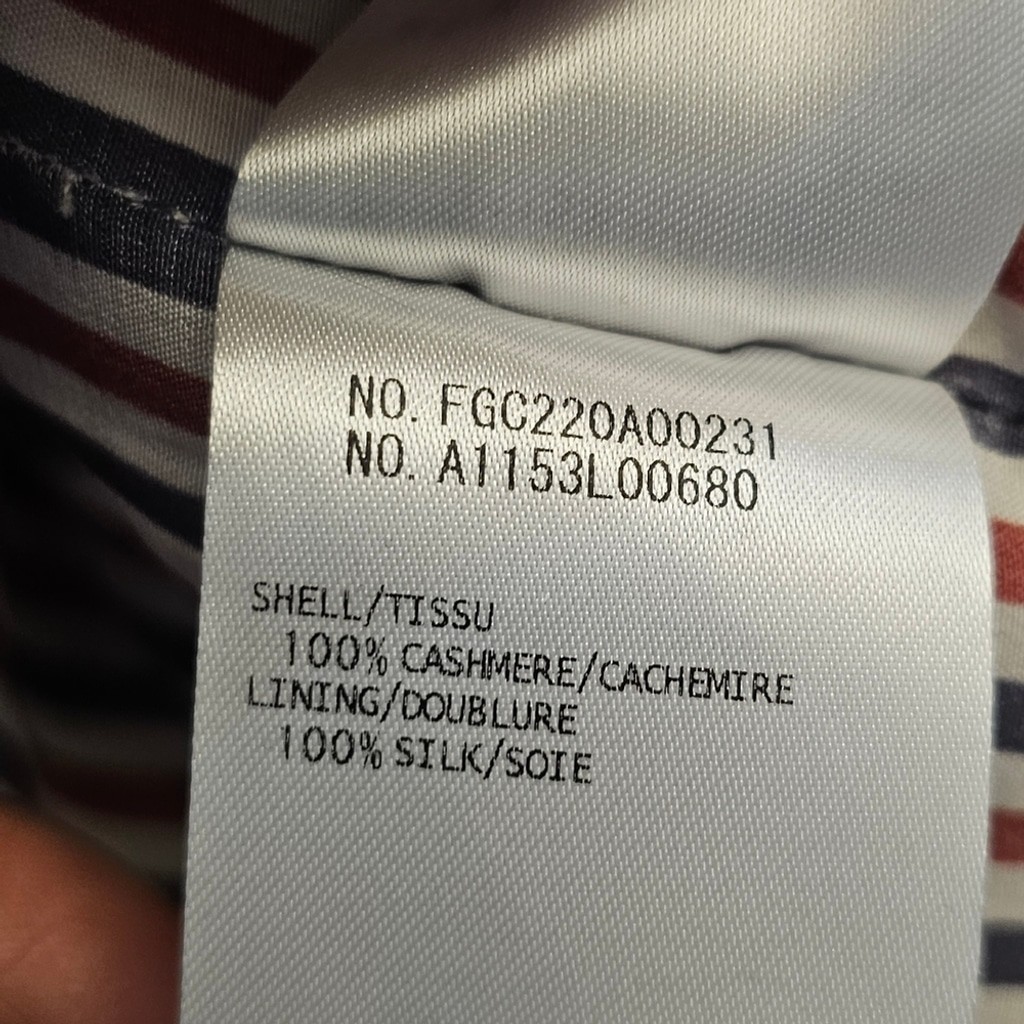 NO. FGC220A00231
NO. A1153L00680
SHELL/TISSU
100% CASHMERE/CACHEMIRE
LINING/DOUBLURE
100% SILK/SOIE